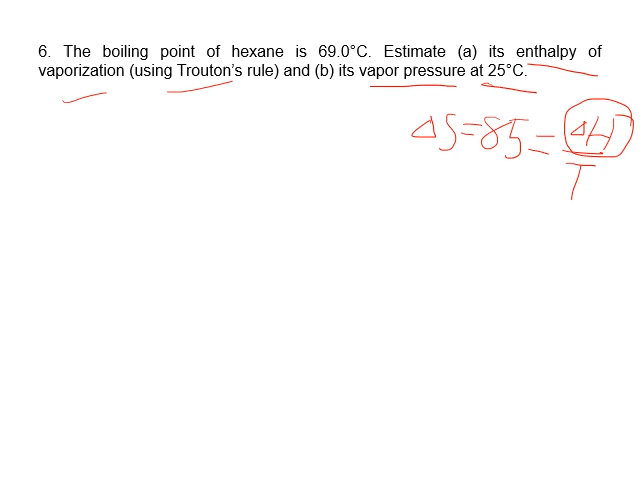 6. The boiling point of hexane is 69.0°C. Estimate (a) its enthalpy of
vaporization (using Trouton's rule) and (b) its vapor pressure at 25°C.
ΔS=85=ΔH
T